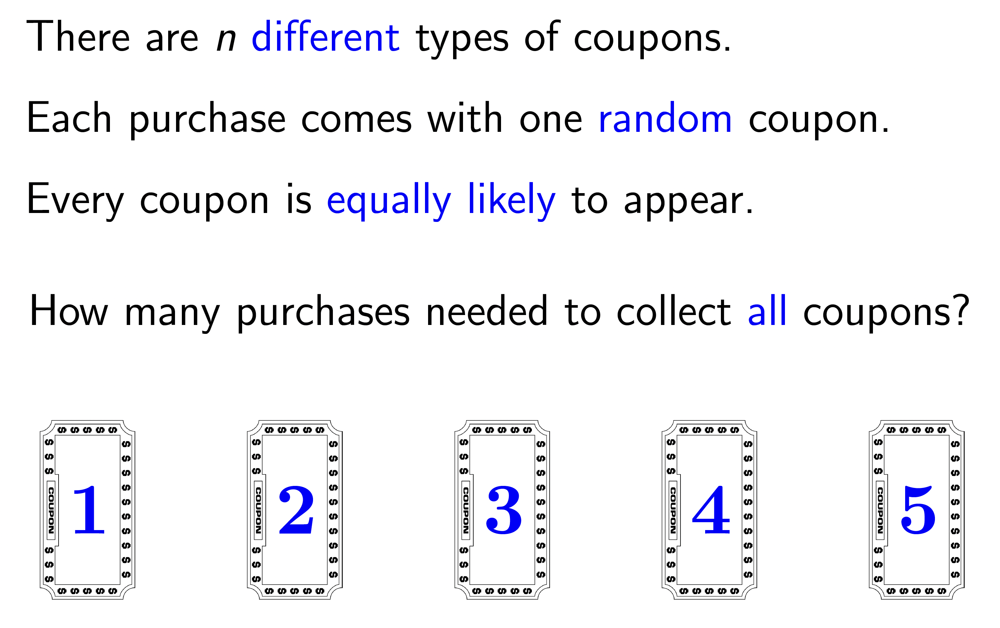 There are n different types of coupons.
Each purchase comes with one random coupon.
Every coupon is equally likely to appear.
How many purchases needed to collect all coupons?
$ $ $ $ $ $ $ $ $ $ $ $ $ $ $ $ $ $ $ $ $ $ $ $ $
COUPON 1 COUPON 2 COUPON 3 COUPON 4 COUPON 5
$ $ $ $ $ $ $ $ $ $ $ $ $ $ $ $ $ $ $ $ $ $ $ $ $